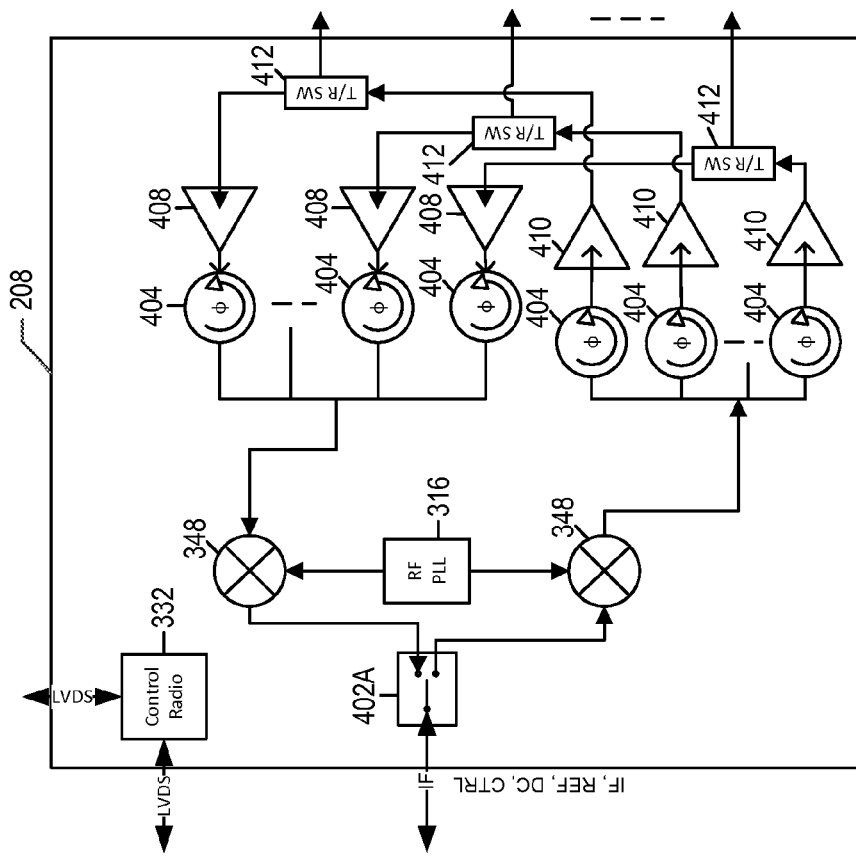 208
LVDS
LVDS
Control
Radio
332
IF
402A
IF, REF, DC, CTRL
348
RF
PLL
316
348
404
ϕ
404
ϕ
404
ϕ
404
ϕ
404
ϕ
404
ϕ
408
408
408
410
410
410
412
T/R SW
412
T/R SW
412
T/R SW